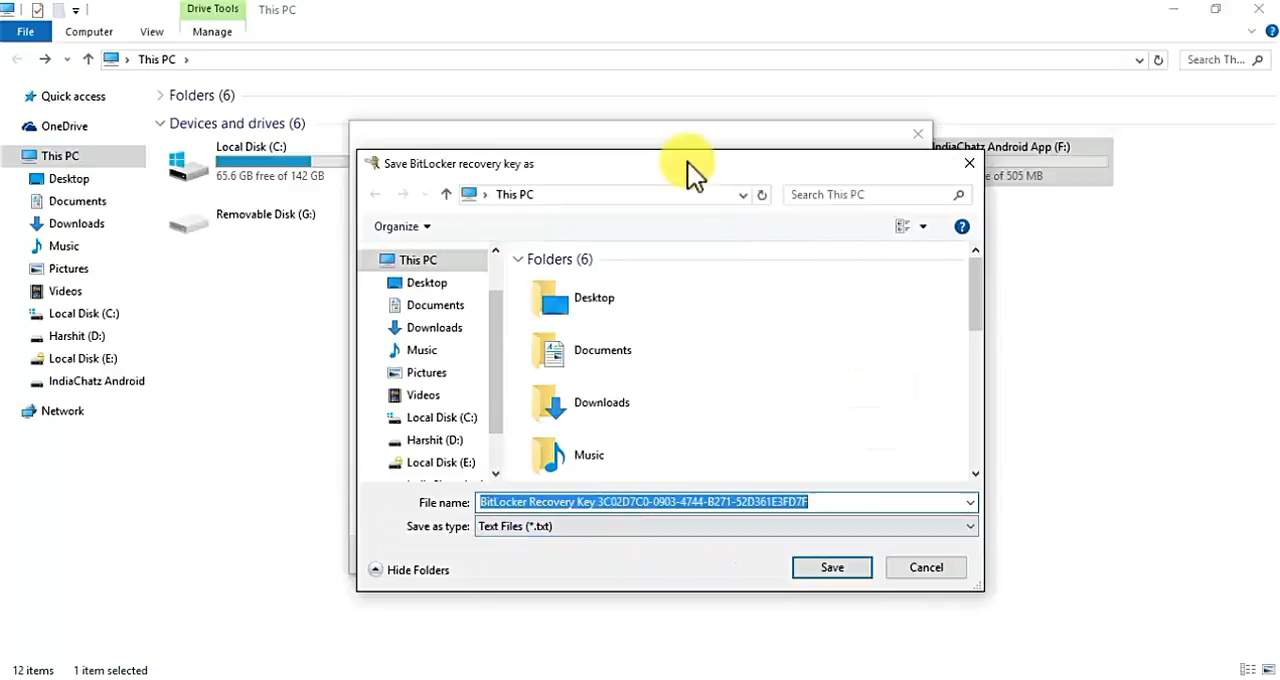 Drive Tools
This PC
File
Computer
View
Manage
This PC
Search Th...
Quick access
OneDrive
This PC
Desktop
Documents
Downloads
Music
Pictures
Videos
Local Disk (C:)
Harshit (D:)
Local Disk (E:)
IndiaChatz Android
Network
Folders (6)
Devices and drives (6)
Local Disk (C:)
65.6 GB free of 142 GB
Removable Disk (G:)
IndiaChatz Android App (F:)
e of 505 MB
Save BitLocker recovery key as
This PC
Search This PC
Organize
This PC
Desktop
Documents
Downloads
Music
Pictures
Videos
Local Disk (C:)
Harshit (D:)
Local Disk (E:)
Folders (6)
Desktop
Documents
Downloads
Music
File name: BitLocker Recovery Key 3C02D7C0-0903-4744-B271-52D361E3FD7F
Save as type: Text Files (*.txt)
Hide Folders
Save
Cancel
12 items
1 item selected